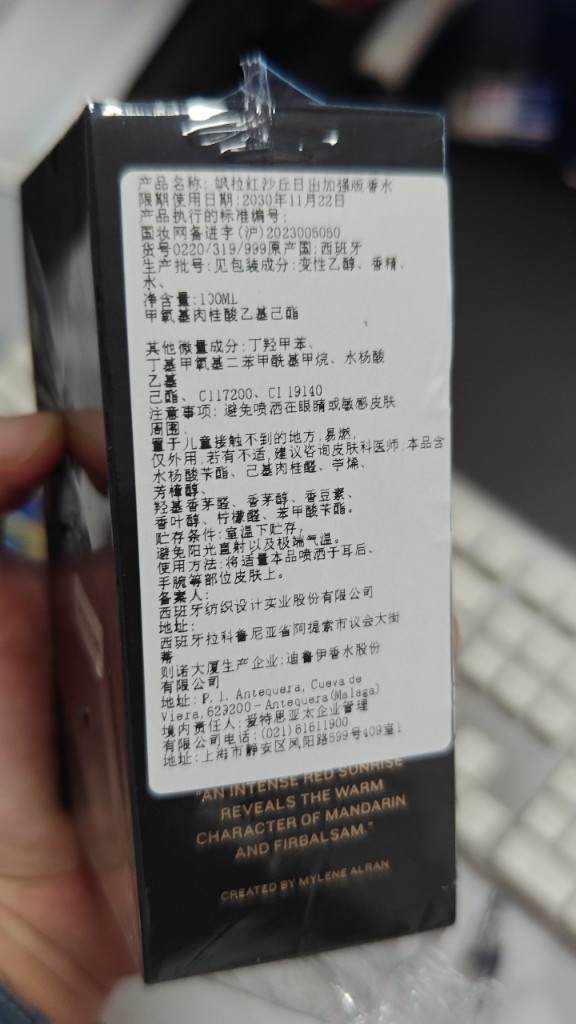 产品名称: 飒拉红沙丘日出加强版香水
限期使用日期:2030年11月22日
产品执行的标准编号:
国妆网备进字(沪)2023005050
货号0220/319/999原产国:西班牙
生产批号:见包装成分:变性乙醇、香精、
水、
净含量:100ML
甲氧基肉桂酸乙基己酯
其他微量成分:丁羟甲苯、
丁基甲氧基二苯甲酰基甲烷、水杨酸
乙基
己酯、CI17200、CI 19140
注意事项: 避免喷洒在眼睛或敏感皮肤
周围,
置于儿童接触不到的地方,易燃,
仅外用,若有不适,建议咨询皮肤科医师,本品含
水杨酸苄酯、己基肉桂醛、苧烯、
芳樟醇、
羟基香茅醛、香茅醇、香豆素、
香叶醇、柠檬醛、苯甲酸苄酯。
贮存条件:室温下贮存,
避免阳光直射以及极端气温。
使用方法:将适量本品喷洒于耳后、
手腕等部位皮肤上。
备案人:
西班牙纺织设计实业股份有限公司
地址:
西班牙拉科鲁尼亚省阿提索市议会大街
蒂
则诺大厦生产企业:迪鲁伊香水股份
有限公司
地址: P. I. Antequera, Cueva de
Viera,629200-Antequera(Malaga)
境内责任人:爱特思亚太企业管理
有限公司电话:(021)61611900
地址:上海市静安区凤阳路599号409室1
"AN INTENSE RED SUNRISE
REVEALS THE WARM
CHARACTER OF MANDARIN
AND FIRBALSAM."
CREATED BY MYLENE ALRAN